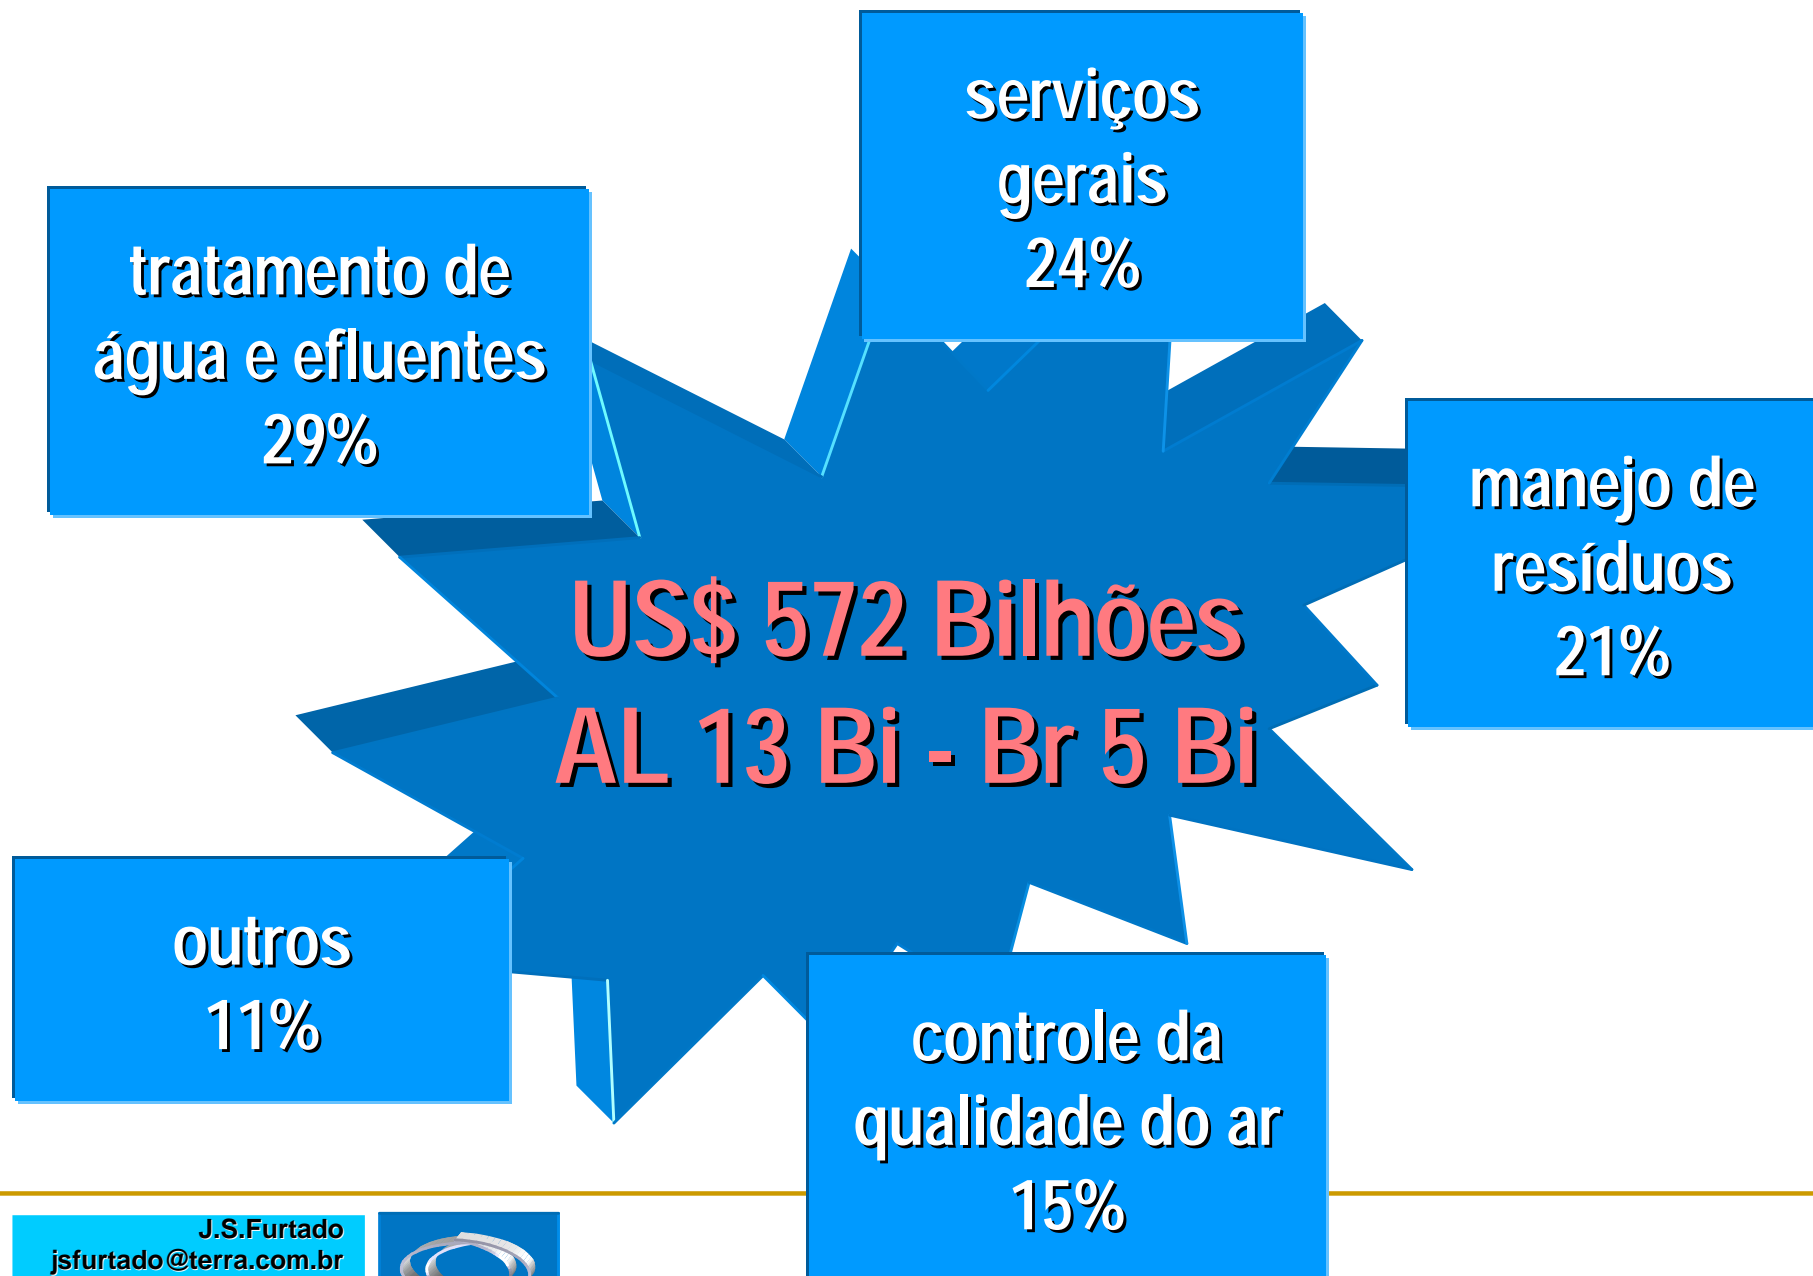 serviços
gerais
24%
tratamento de
água e efluentes
29%
manejo de
resíduos
21%
US$ 572 Bilhões
AL 13 Bi - Br 5 Bi
outros
11%
controle da
qualidade do ar
15%
J.S.Furtado
jsfurtado@terra.com.br